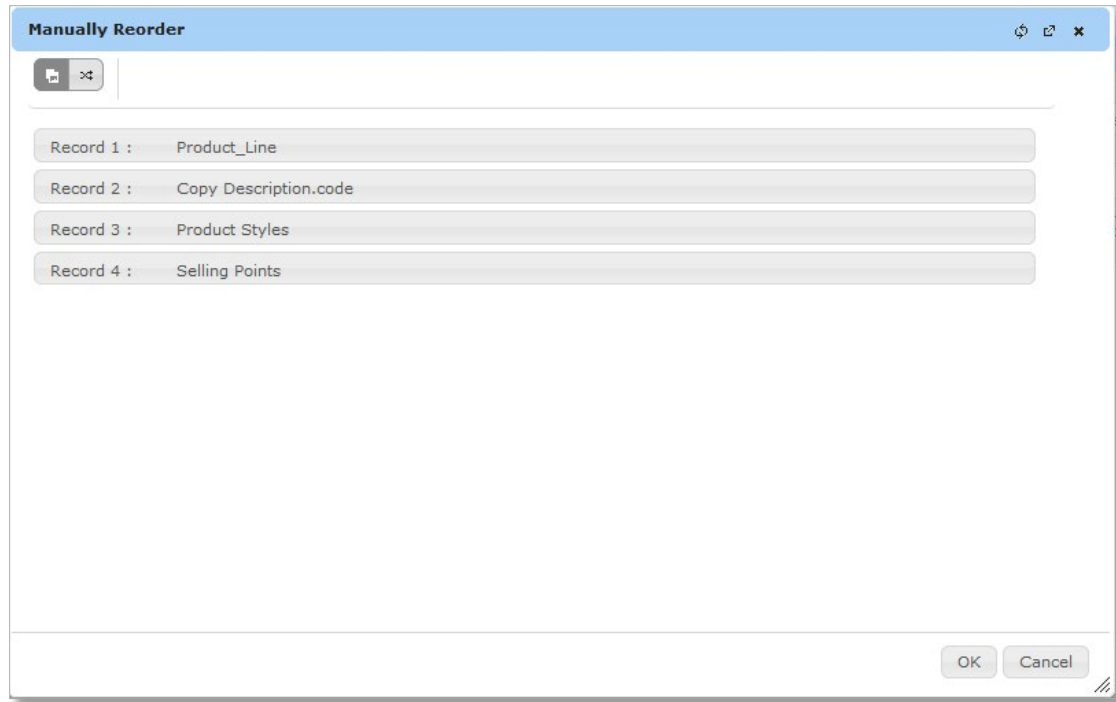 Manually Reorder
Record 1 : Product_Line
Record 2 : Copy Description.code
Record 3 : Product Styles
Record 4 : Selling Points
OK Cancel